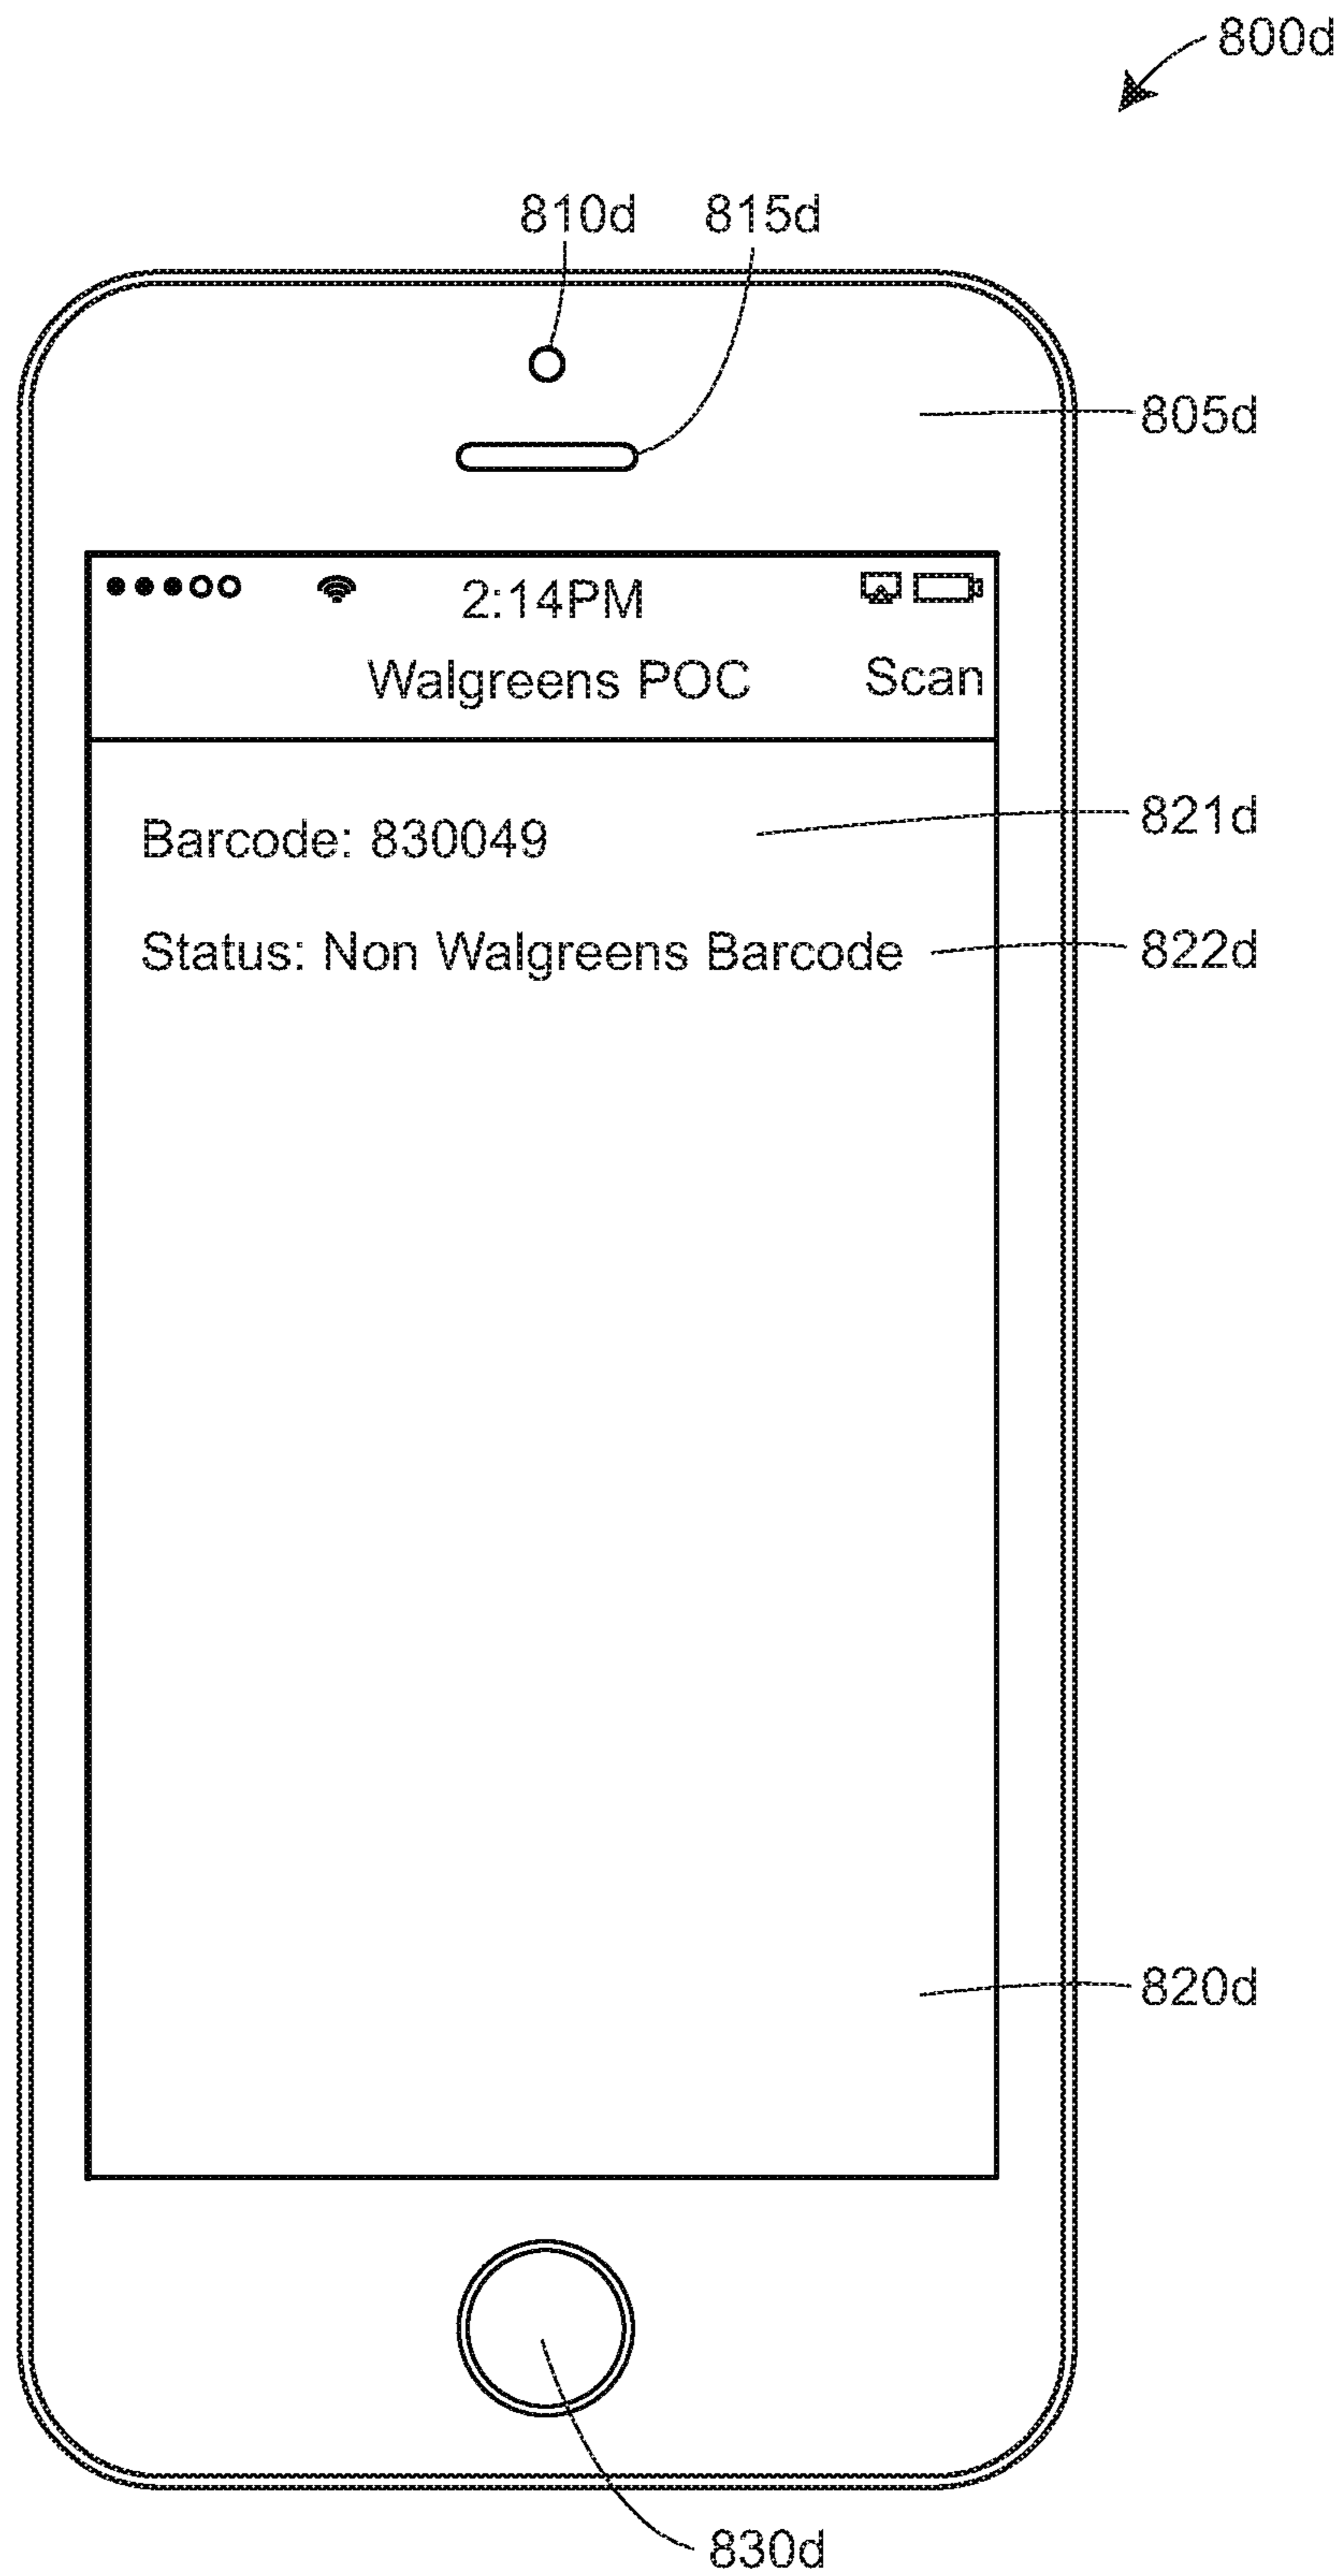 800d
810d 815d
805d
2:14PM
Walgreens POC Scan
Barcode: 830049
821d
Status: Non Walgreens Barcode
822d
820d
830d